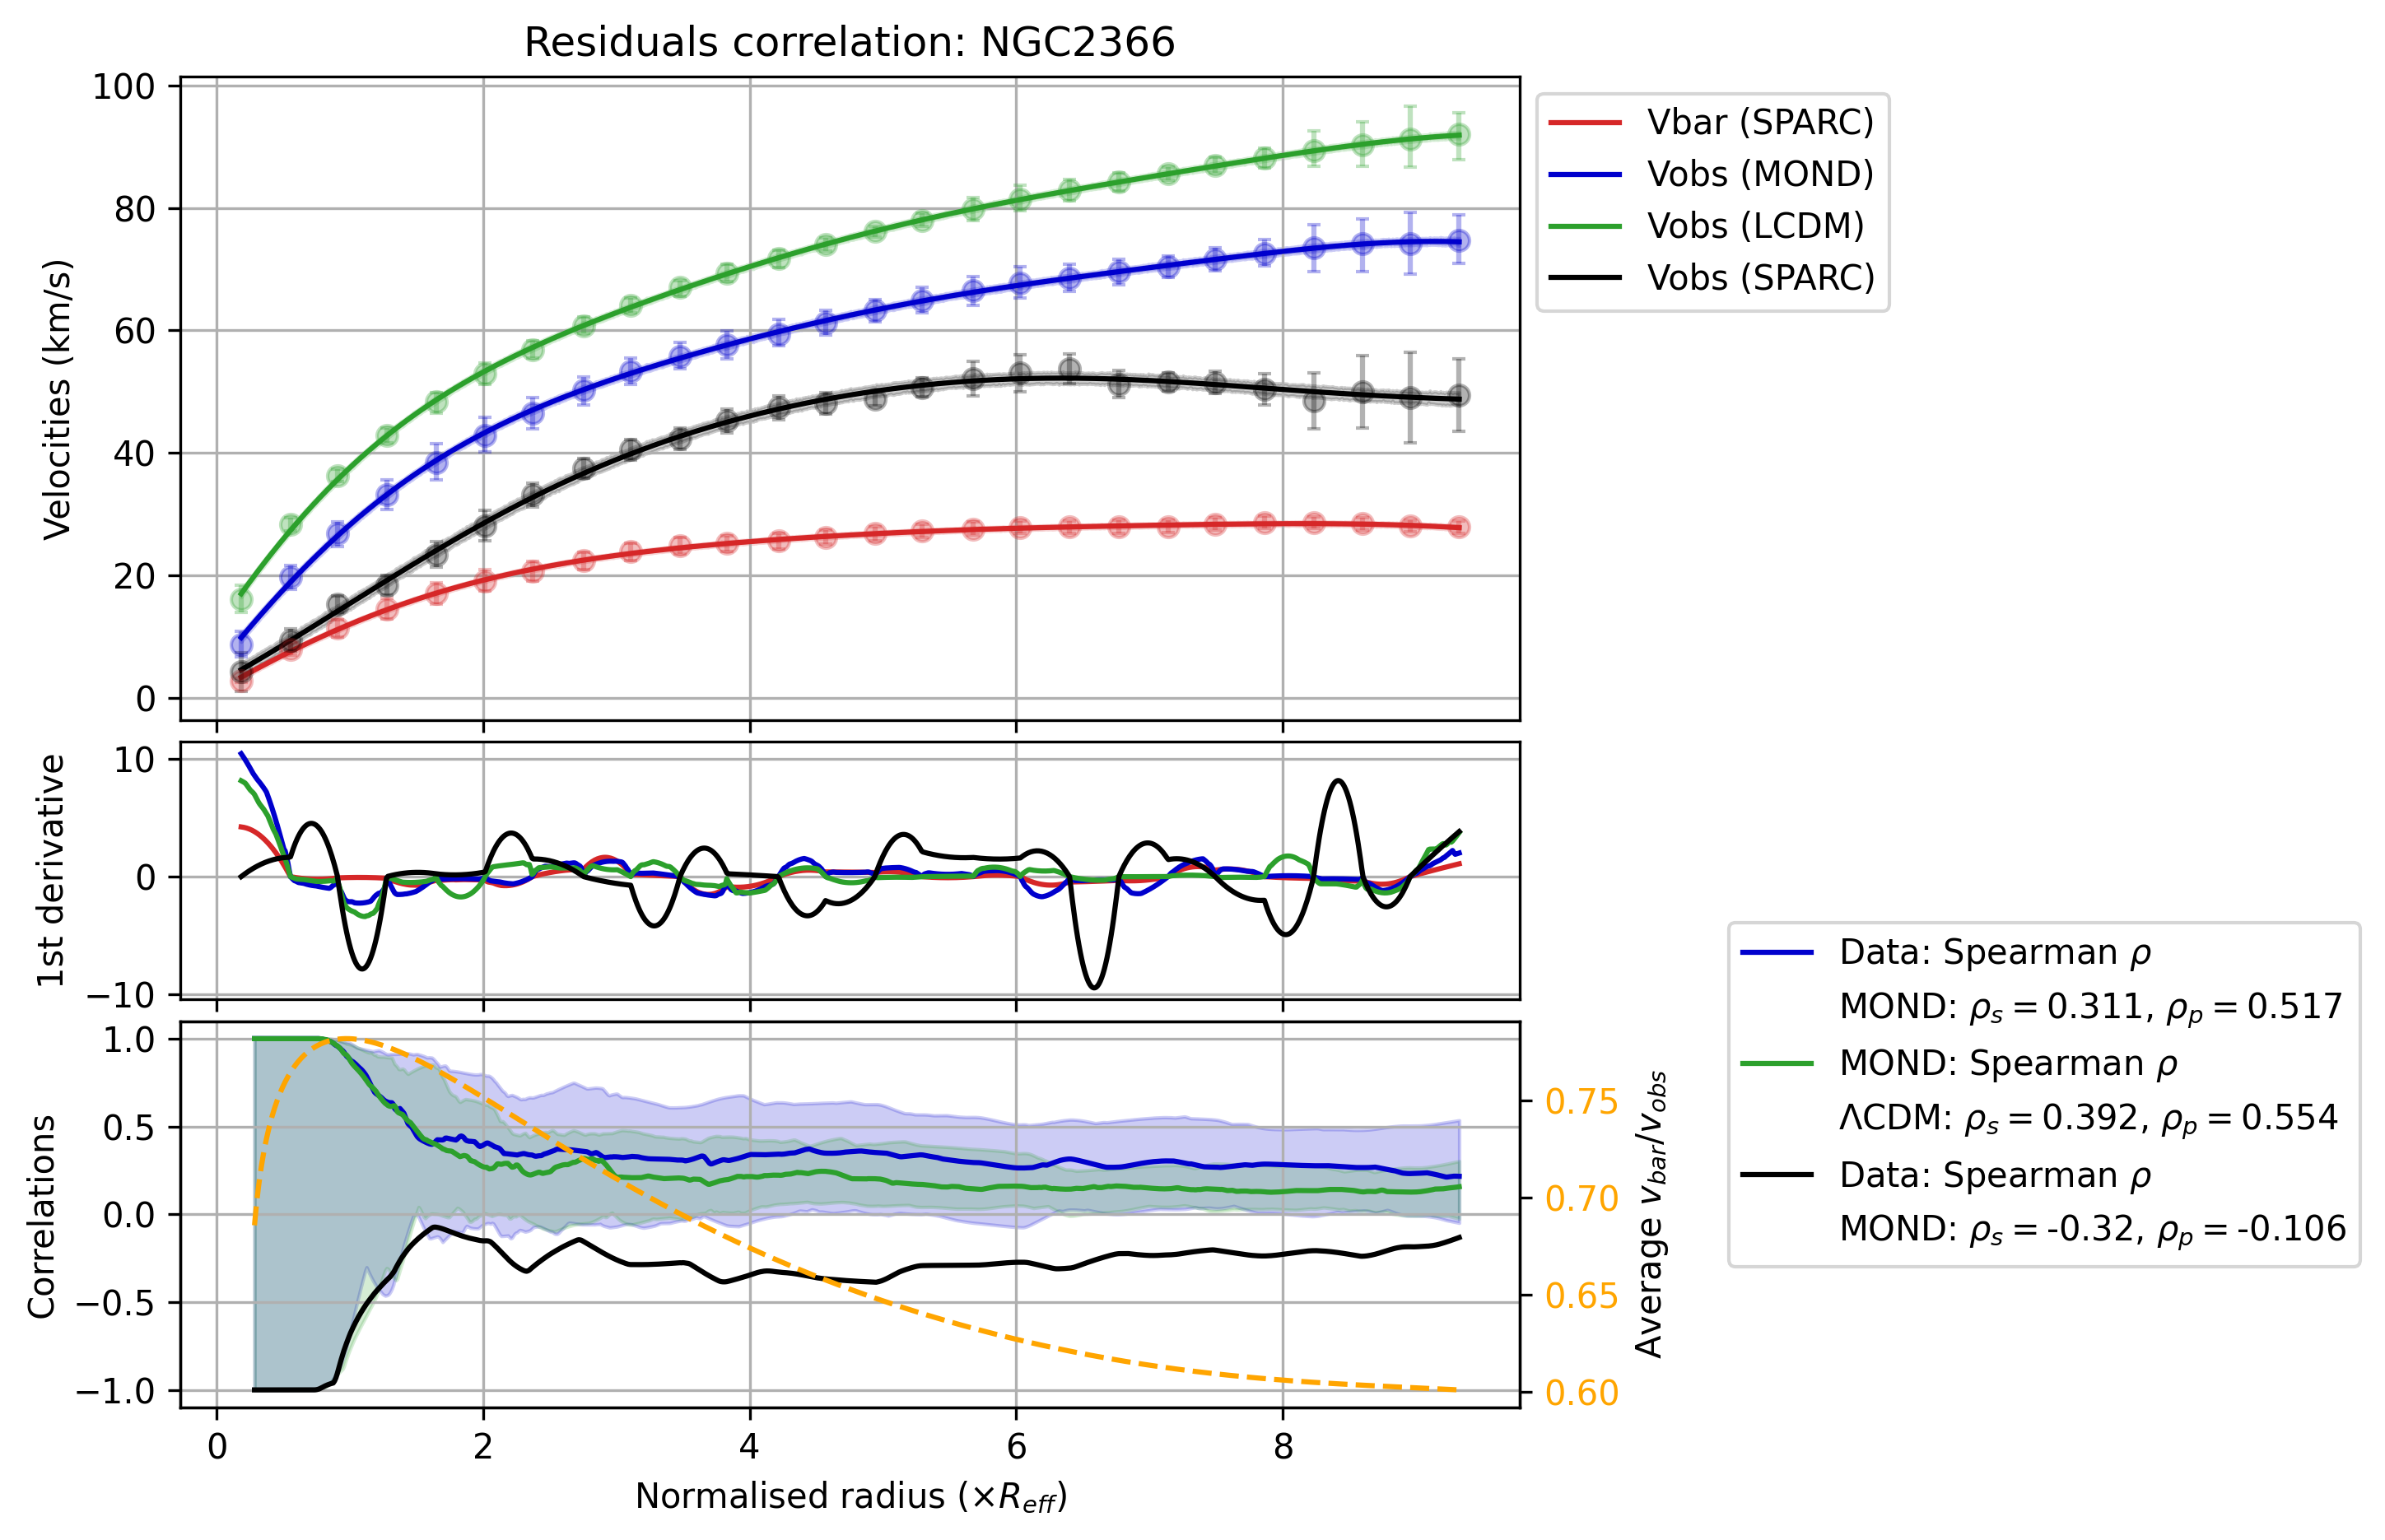 Residuals correlation: NGC2366
100
80
60
40
20
0
Velocities (km/s)
Vbar (SPARC)
Vobs (MOND)
Vobs (LCDM)
Vobs (SPARC)
10
0
−10
1st derivative
1.0
0.5
0.0
−0.5
−1.0
Correlations
0.75
0.70
0.65
0.60
Average v_bar/v_obs
Data: Spearman ρ
MOND: ρ_s = 0.311, ρ_p = 0.517
MOND: Spearman ρ
ΛCDM: ρ_s = 0.392, ρ_p = 0.554
Data: Spearman ρ
MOND: ρ_s = -0.32, ρ_p = -0.106
0 2 4 6 8
Normalised radius (×R_eff)